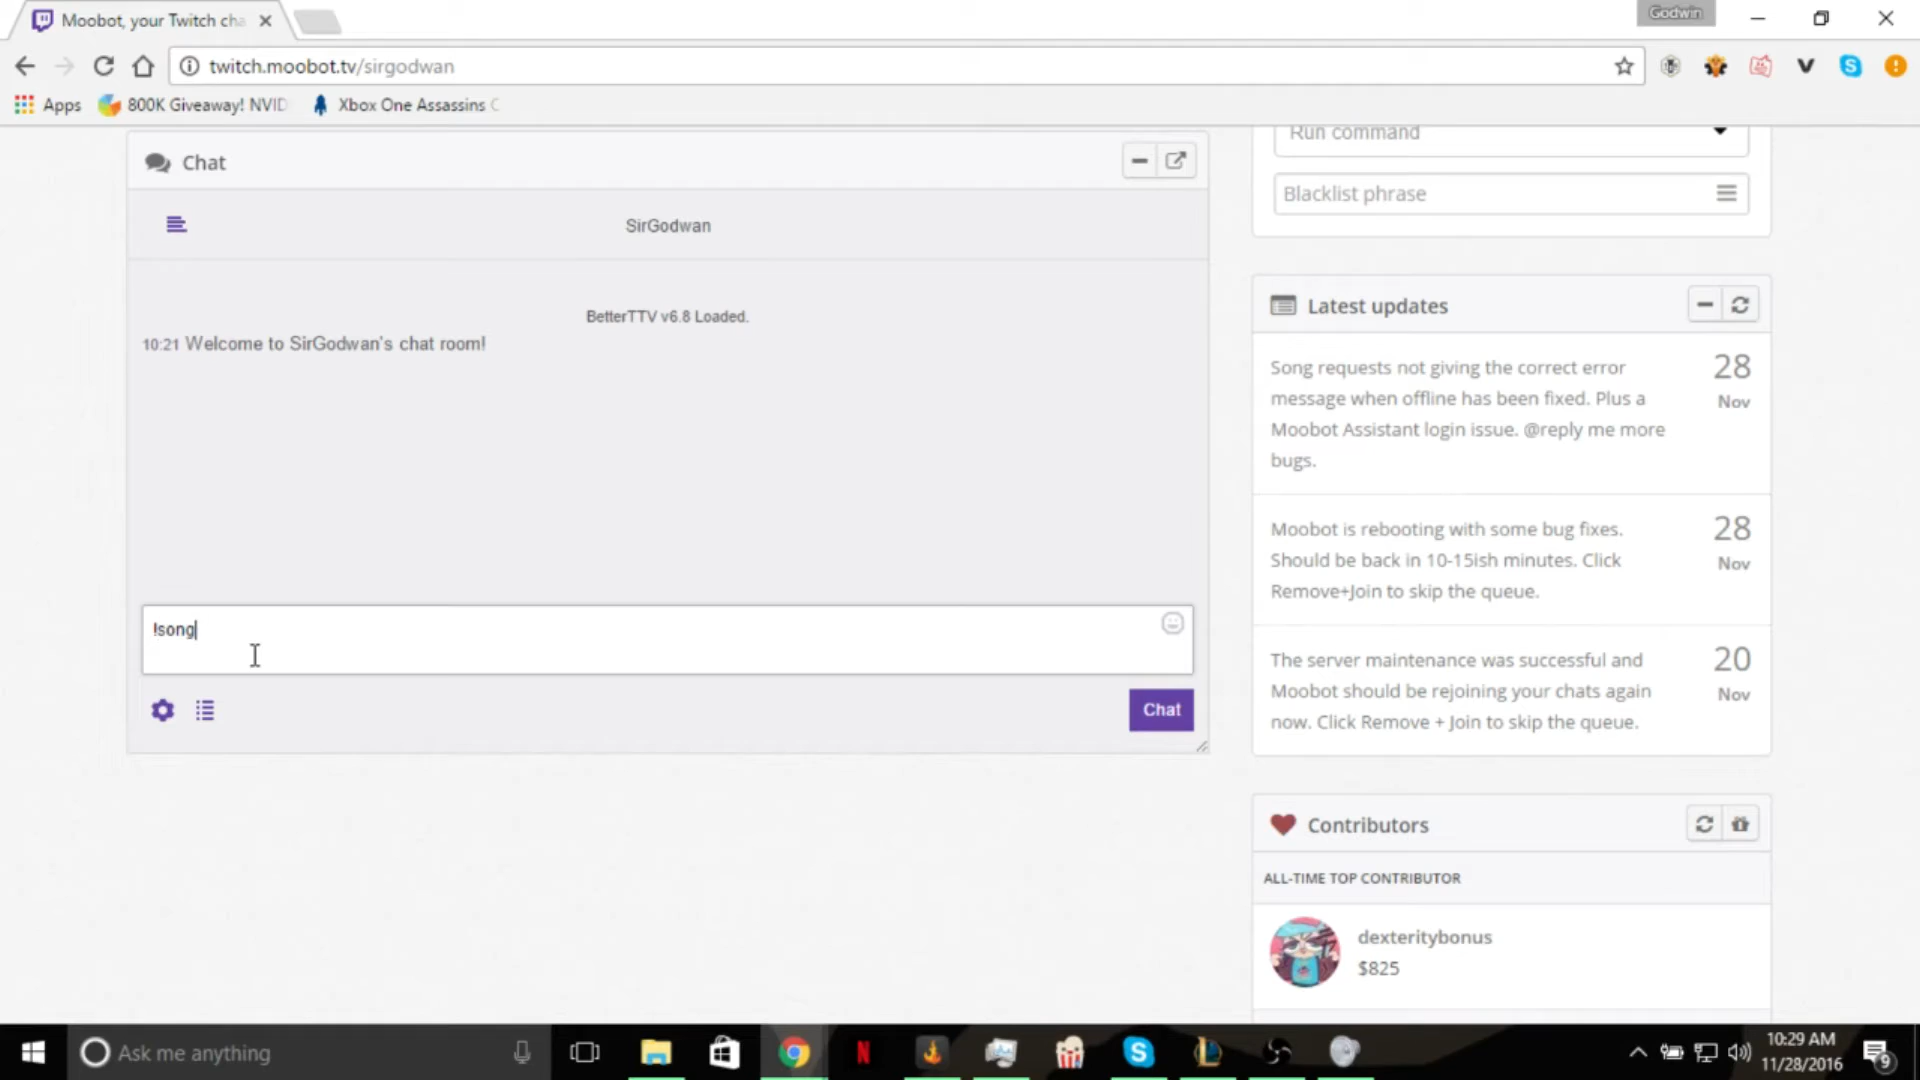 Moobot, your Twitch cha
Godwin
twitch.moobot.tv/sirgodwan
Apps
800K Giveaway! NVID
Xbox One Assassins C
Chat
SirGodwan
BetterTTV v6.8 Loaded.
10:21 Welcome to SirGodwan's chat room!
!song
Chat
Run command
Blacklist phrase
Latest updates
Song requests not giving the correct error
message when offline has been fixed. Plus a
Moobot Assistant login issue. @reply me more
bugs.
28
Nov
Moobot is rebooting with some bug fixes.
Should be back in 10-15ish minutes. Click
Remove+Join to skip the queue.
28
Nov
The server maintenance was successful and
Moobot should be rejoining your chats again
now. Click Remove + Join to skip the queue.
20
Nov
Contributors
ALL-TIME TOP CONTRIBUTOR
dexteritybonus
$825
Ask me anything
10:29 AM
11/28/2016
9